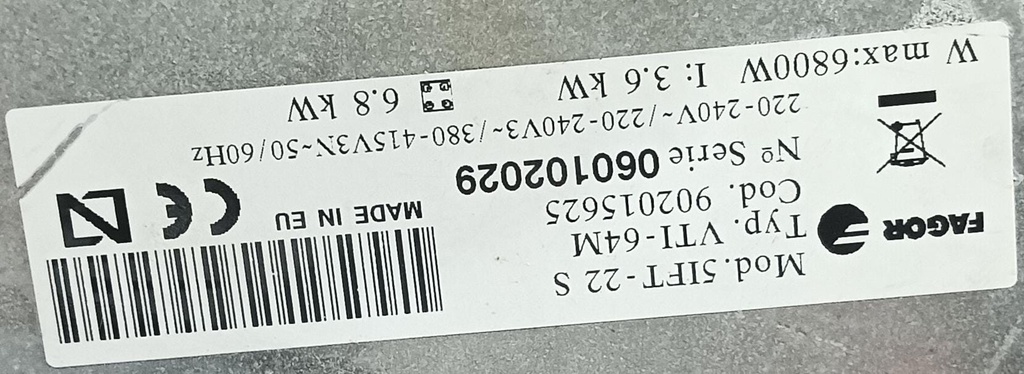 FAGOR
Mod.5IFT-22 S
Typ. VTI-64M
Cod. 902015625
Nº Serie 060102029
MADE IN EU
CE
N
220-240V~/220-240V3~/380-415V3N~50/60Hz
W max:6800W I: 3.6 kW 6.8 kW